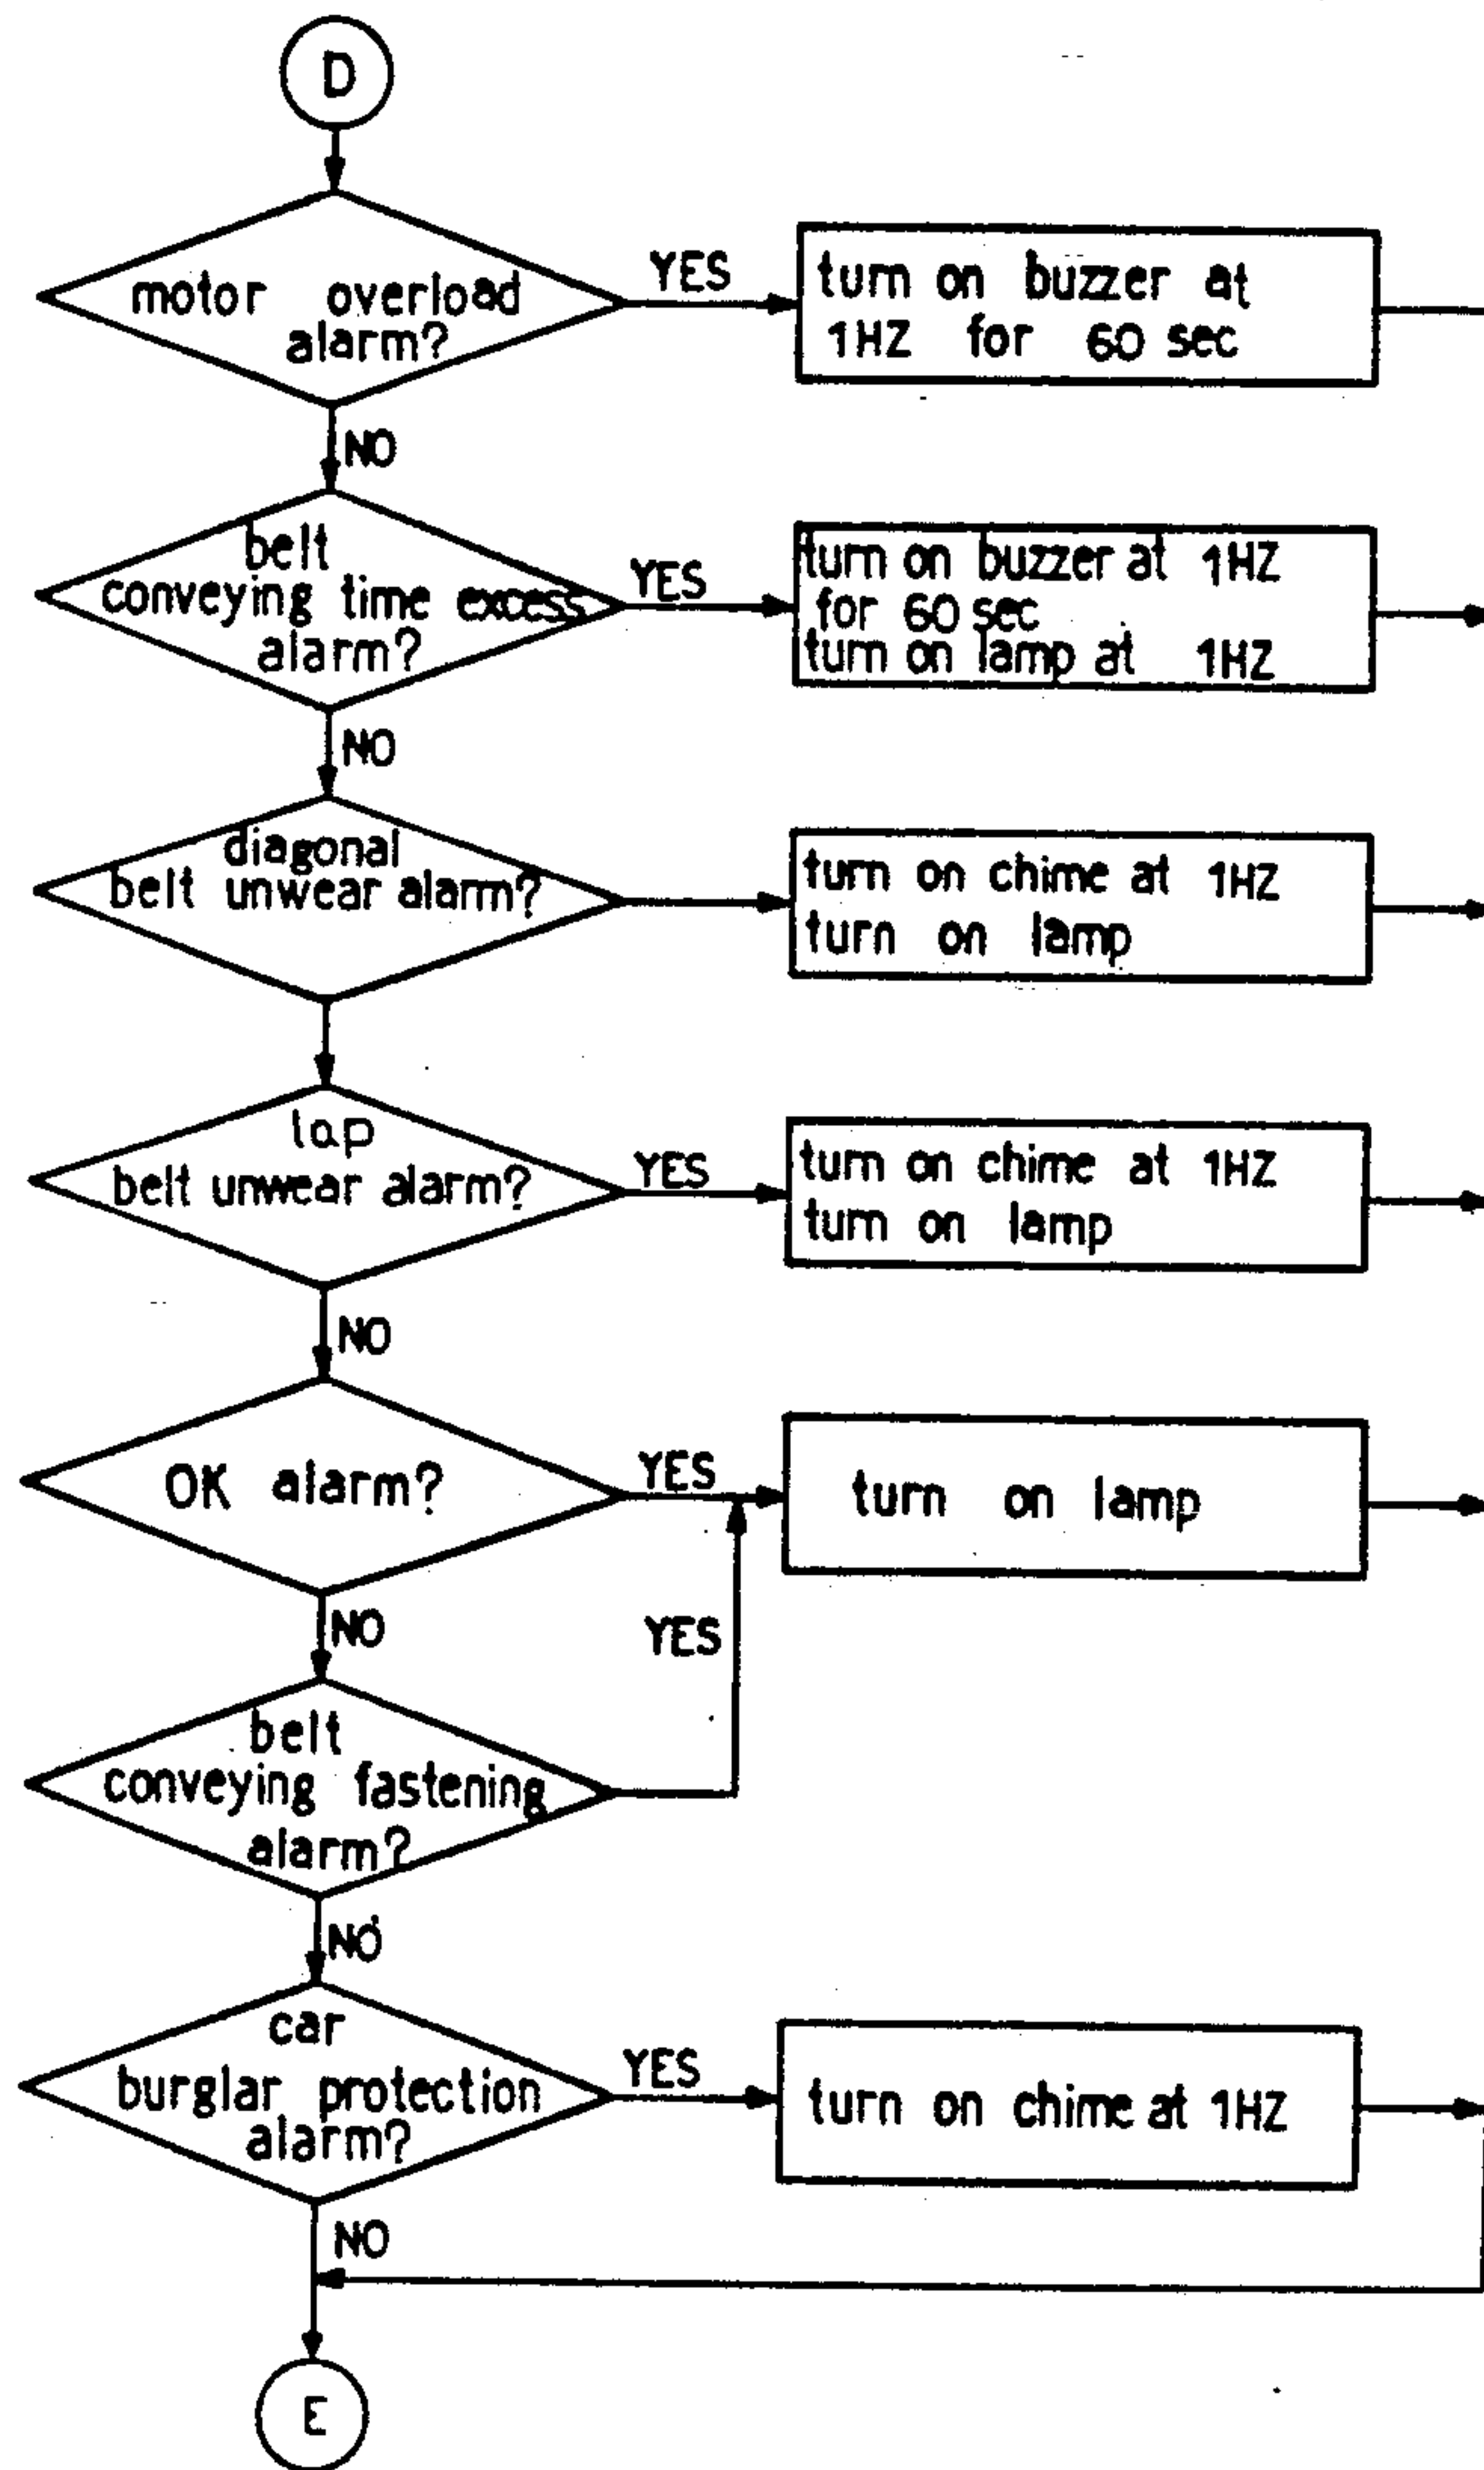 D
motor overload
alarm?
YES
turn on buzzer at
1HZ for 60 sec
NO
belt
conveying time excess
alarm?
YES
turn on buzzer at 1HZ
for 60 sec
turn on lamp at 1HZ
NO
diagonal
belt unwear alarm?
turn on chime at 1HZ
turn on lamp
lap
belt unwear alarm?
YES
turn on chime at 1HZ
turn on lamp
NO
OK alarm?
YES
turn on lamp
NO
YES
belt
conveying fastening
alarm?
NO
car
burglar protection
alarm?
YES
turn on chime at 1HZ
NO
E